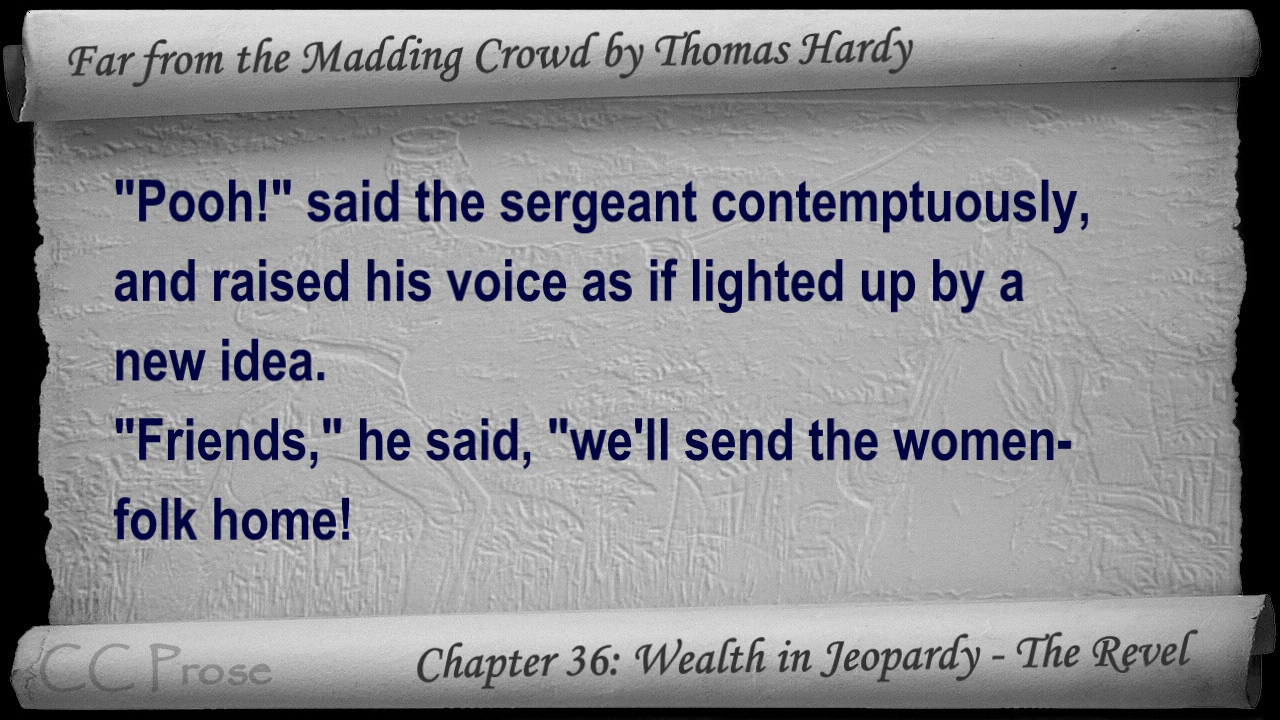 Far from the Madding Crowd by Thomas Hardy
"Pooh!" said the sergeant contemptuously,
and raised his voice as if lighted up by a
new idea.
"Friends," he said, "we'll send the women-
folk home!
CC Prose
Chapter 36: Wealth in Jeopardy - The Revel